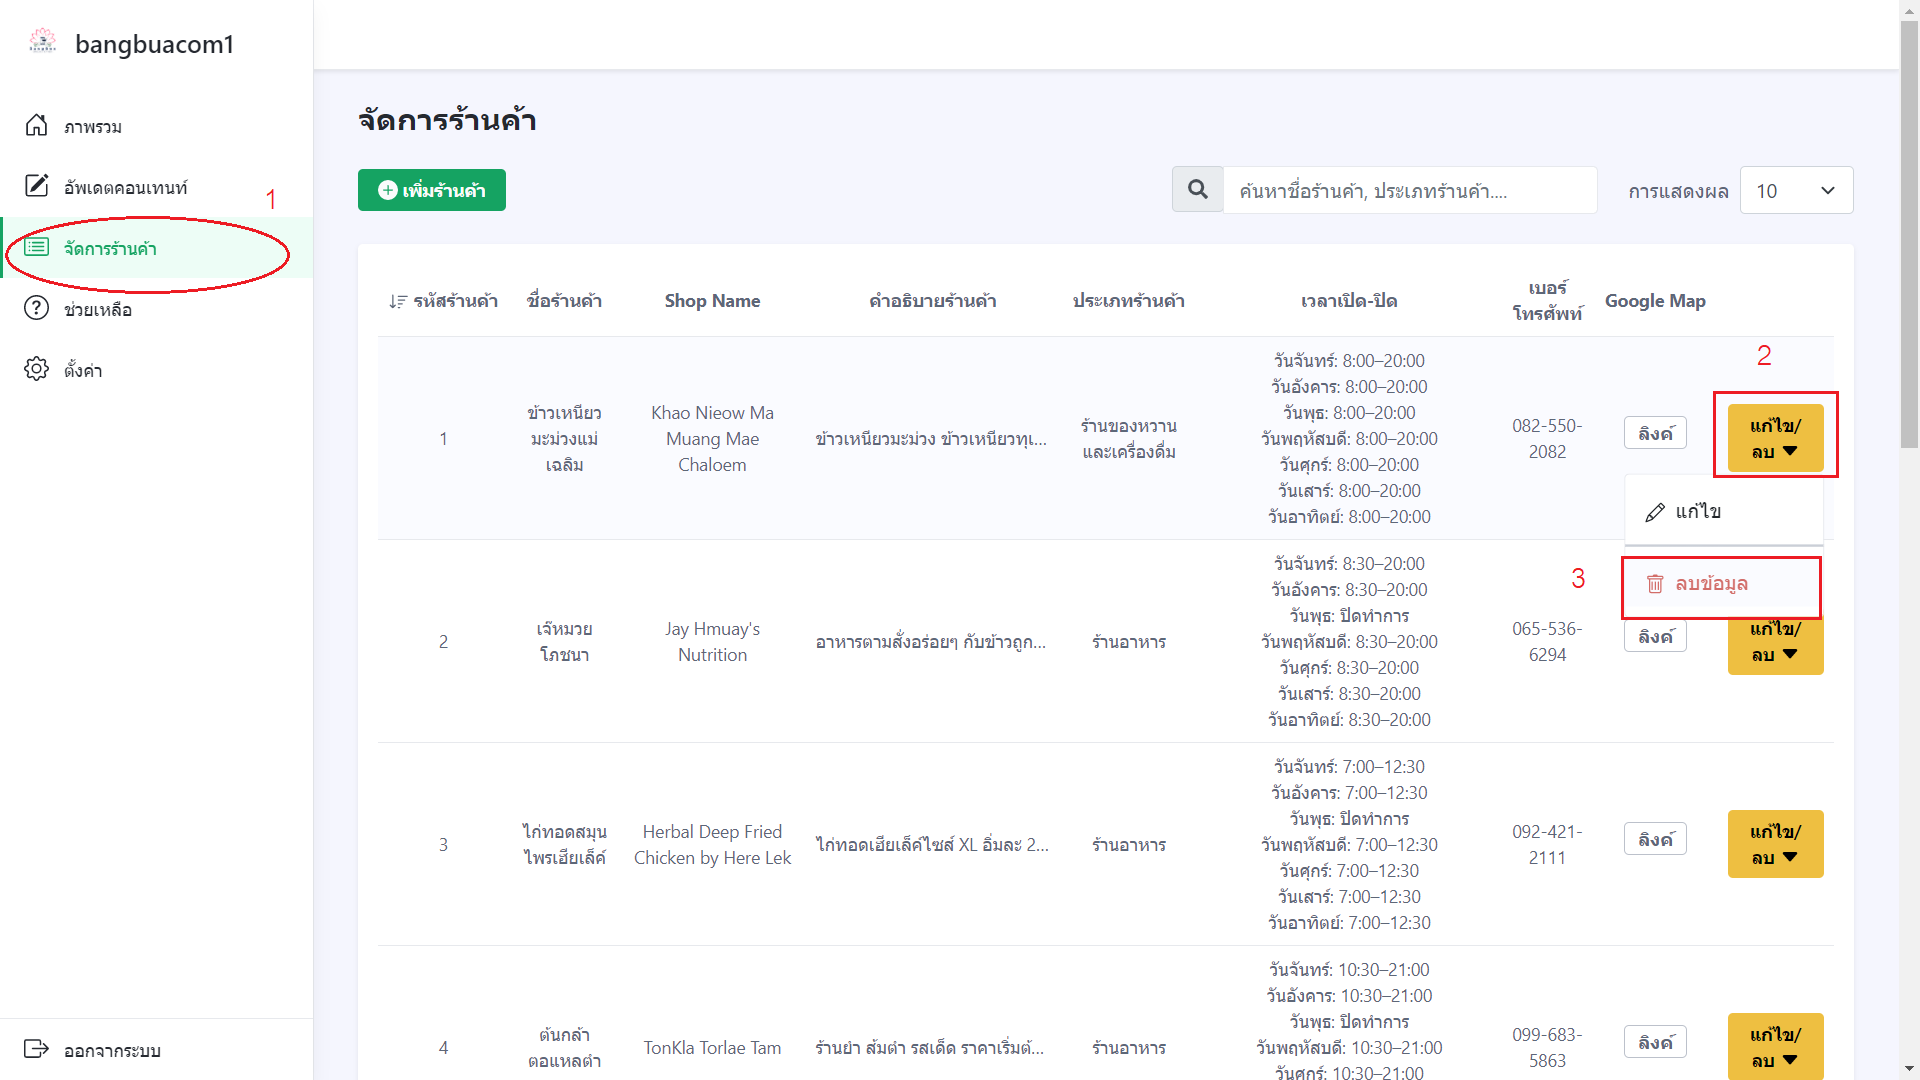 bangbuacom1
ภาพรวม
อัพเดตคอนเทนท์
1
จัดการร้านค้า
ช่วยเหลือ
ตั้งค่า
ออกจากระบบ
จัดการร้านค้า
เพิ่มร้านค้า
ค้นหาชื่อร้านค้า, ประเภทร้านค้า....
การแสดงผล 10
รหัสร้านค้า ชื่อร้านค้า Shop Name คำอธิบายร้านค้า ประเภทร้านค้า เวลาเปิด-ปิด เบอร์
โทรศัพท์ Google Map
2
1
ข้าวเหนียว
มะม่วงแม่
เฉลิม
Khao Nieow Ma
Muang Mae
Chaloem
ข้าวเหนียวมะม่วง ข้าวเหนียวทุเ...
ร้านของหวาน
และเครื่องดื่ม
วันจันทร์: 8:00–20:00
วันอังคาร: 8:00–20:00
วันพุธ: 8:00–20:00
วันพฤหัสบดี: 8:00–20:00
วันศุกร์: 8:00–20:00
วันเสาร์: 8:00–20:00
วันอาทิตย์: 8:00–20:00
082-550-
2082
ลิงค์
แก้ไข/
ลบ
แก้ไข
3
ลบข้อมูล
2
เจ๊หมวย
โภชนา
Jay Hmuay's
Nutrition
อาหารตามสั่งอร่อยๆ กับข้าวถูก...
ร้านอาหาร
วันจันทร์: 8:30–20:00
วันอังคาร: 8:30–20:00
วันพุธ: ปิดทำการ
วันพฤหัสบดี: 8:30–20:00
วันศุกร์: 8:30–20:00
วันเสาร์: 8:30–20:00
วันอาทิตย์: 8:30–20:00
065-536-
6294
ลิงค์
แก้ไข/
ลบ
3
ไก่ทอดสมุน
ไพรเฮียเล็ค์
Herbal Deep Fried
Chicken by Here Lek
ไก่ทอดเฮียเล็ค์ไซส์ XL อิ่มละ 2...
ร้านอาหาร
วันจันทร์: 7:00–12:30
วันอังคาร: 7:00–12:30
วันพุธ: ปิดทำการ
วันพฤหัสบดี: 7:00–12:30
วันศุกร์: 7:00–12:30
วันเสาร์: 7:00–12:30
วันอาทิตย์: 7:00–12:30
092-421-
2111
ลิงค์
แก้ไข/
ลบ
4
ต้นกล้า
ตอแหลตำ
TonKla Torlae Tam
ร้านยำ ส้มตำ รสเด็ด ราคาเริ่มต้...
ร้านอาหาร
วันจันทร์: 10:30–21:00
วันอังคาร: 10:30–21:00
วันพุธ: ปิดทำการ
วันพฤหัสบดี: 10:30–21:00
วันศุกร์: 10:30–21:00
099-683-
5863
ลิงค์
แก้ไข/
ลบ